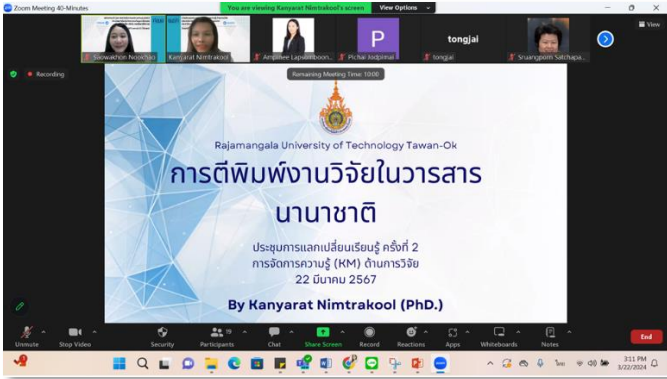 Zoom Meeting 40-Minutes
You are viewing Kanyarat Nimtrakool's screen
View Options
View
Soowakhon Noochao
Kanyarat Nimtrakool
P
Pichai Jodpimai
tongjai
tongjai
Recording
Remaining Meeting Time: 10:00
Rajamangala University of Technology Tawan-Ok
การตีพิมพ์งานวิจัยในวารสาร
นานาชาติ
ประชุมการแลกเปลี่ยนเรียนรู้ ครั้งที่ 2
การจัดการความรู้ (KM) ด้านการวิจัย
22 มีนาคม 2567
By Kanyarat Nimtrakool (PhD.)
Unmute
Stop Video
Security
Participants
19
Chat
Share Screen
Record
Reactions
Apps
Whiteboards
Notes
End
ไทย
3:11 PM
3/22/2024